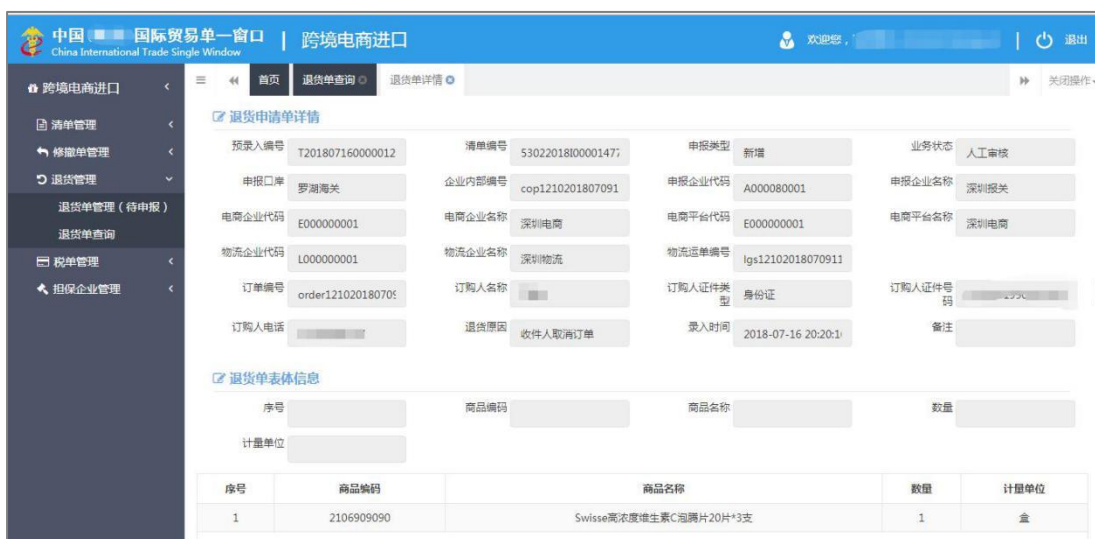 中国 国际贸易单一窗口 | 跨境电商进口 欢迎您， | 退出
China International Trade Single Window
跨境电商进口 首页 退货单查询 退货单详情 关闭操作
退货申请单详情
清单管理
修撤单管理
退货管理
退货单管理（待申报）
退货单查询
税单管理
担保企业管理
预录入编号 T201807160000012 清单编号 53022018I00001477 申报类型 新增 业务状态 人工审核
申报口岸 罗湖海关 企业内部编号 cop1210201807091 申报企业代码 A000080001 申报企业名称 深圳报关
电商企业代码 E000000001 电商企业名称 深圳电商 电商平台代码 E000000001 电商平台名称 深圳电商
物流企业代码 L000000001 物流企业名称 深圳物流 物流运单编号 lgs12102018070911
订单编号 order12102018070 订购人名称 订购人证件类型 身份证 订购人证件号码
订购人电话 退货原因 收件人取消订单 录入时间 2018-07-16 20:20:1 备注
退货单表体信息
序号 商品编码 商品名称 数量
计量单位
序号 商品编码 商品名称 数量 计量单位
1 2106909090 Swisse高浓度维生素C泡腾片20片*3支 1 盒